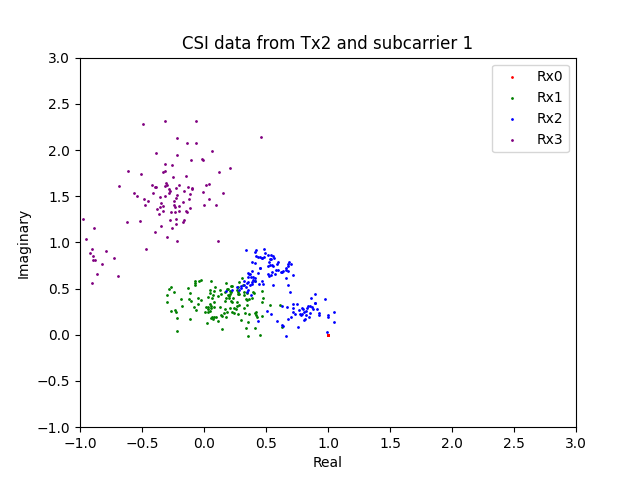 CSI data from Tx2 and subcarrier 1
3.0
2.5
2.0
1.5
1.0
0.5
0.0
−0.5
−1.0
Imaginary
Rx0
Rx1
Rx2
Rx3
−1.0 −0.5 0.0 0.5 1.0 1.5 2.0 2.5 3.0
Real